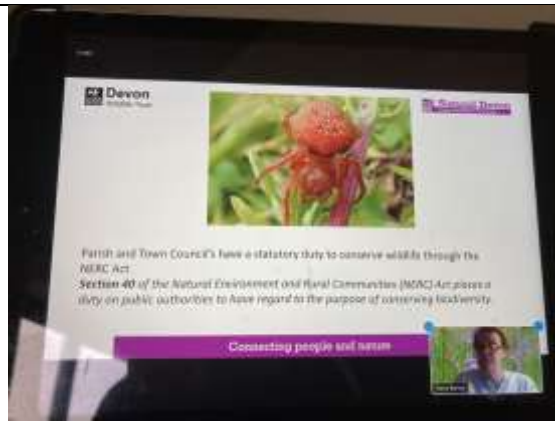 Devon
Wildlife Trust
Natural Devon
Parish and Town Council's have a statutory duty to conserve wildlife through the
NERC Act
Section 40 of the Natural Environment and Rural Communities (NERC) Act places a
duty on public authorities to have regard to the purpose of conserving biodiversity.
Connecting people and nature